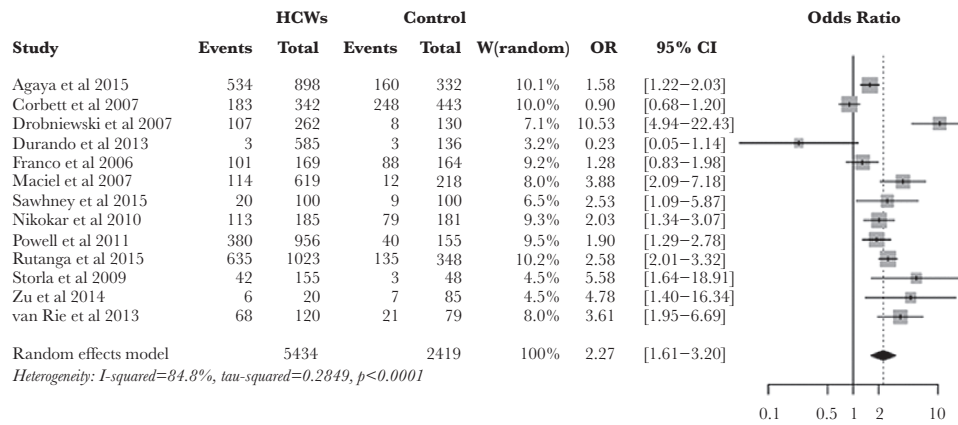 HCWs Control Odds Ratio
Study Events Total Events Total W(random) OR 95% CI
Agaya et al 2015 534 898 160 332 10.1% 1.58 [1.22−2.03]
Corbett et al 2007 183 342 248 443 10.0% 0.90 [0.68−1.20]
Drobniewski et al 2007 107 262 8 130 7.1% 10.53 [4.94−22.43]
Durando et al 2013 3 585 3 136 3.2% 0.23 [0.05−1.14]
Franco et al 2006 101 169 88 164 9.2% 1.28 [0.83−1.98]
Maciel et al 2007 114 619 12 218 8.0% 3.88 [2.09−7.18]
Sawhney et al 2015 20 100 9 100 6.5% 2.53 [1.09−5.87]
Nikokar et al 2010 113 185 79 181 9.3% 2.03 [1.34−3.07]
Powell et al 2011 380 956 40 155 9.5% 1.90 [1.29−2.78]
Rutanga et al 2015 635 1023 135 348 10.2% 2.58 [2.01−3.32]
Storla et al 2009 42 155 3 48 4.5% 5.58 [1.64−18.91]
Zu et al 2014 6 20 7 85 4.5% 4.78 [1.40−16.34]
van Rie et al 2013 68 120 21 79 8.0% 3.61 [1.95−6.69]
Random effects model 5434 2419 100% 2.27 [1.61−3.20]
Heterogeneity: I-squared=84.8%, tau-squared=0.2849, p<0.0001
0.1 0.5 1 2 10